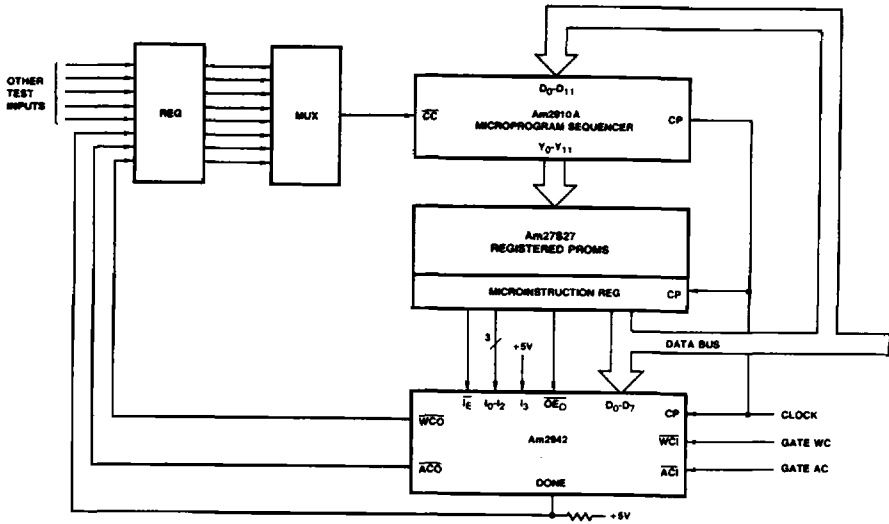 OTHER
TEST
INPUTS
REG
MUX
D0-D11
CC
Am2910A
MICROPROGRAM SEQUENCER
CP
Y0-Y11
Am27S27
REGISTERED PROMS
MICROINSTRUCTION REG
CP
3
+5V
DATA BUS
IE
I0-I2
I3
OED
D0-D7
WCO
CP
CLOCK
Am2942
WCI
GATE WC
ACO
ACI
GATE AC
DONE
+5V